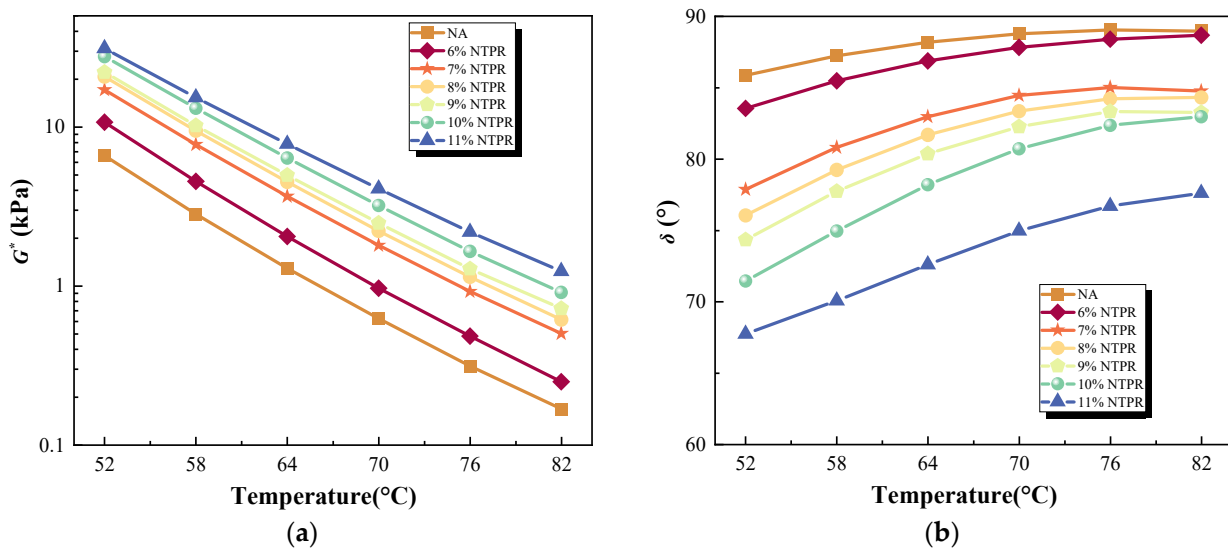 NA
6% NTPR
7% NTPR
8% NTPR
9% NTPR
10% NTPR
11% NTPR
10
1
0.1
G* (kPa)
52 58 64 70 76 82
Temperature(°C)
(a)
90
80
70
60
δ (°)
NA
6% NTPR
7% NTPR
8% NTPR
9% NTPR
10% NTPR
11% NTPR
52 58 64 70 76 82
Temperature(°C)
(b)